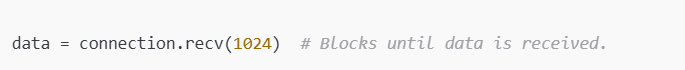 data = connection.recv(1024)  # Blocks until data is received.